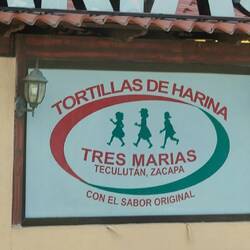 TORTILLAS DE HARINA
TRES MARIAS
TECULUTÁN, ZACAPA
CON EL SABOR ORIGINAL